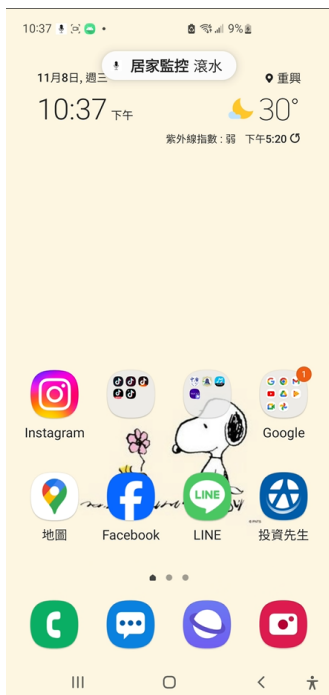 10:37
9%
居家監控 滾水
11月8日, 週三
重興
10:37 下午
30°
紫外線指數 : 弱 下午5:20
1
Instagram
Google
LINE
地圖
Facebook
LINE
投資先生